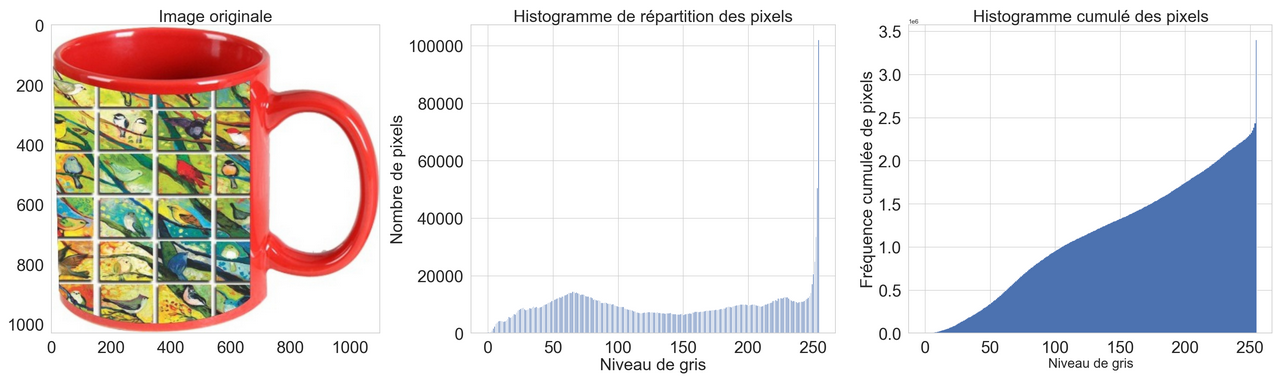 Image originale
0
200
400
600
800
1000
0 200 400 600 800 1000
Histogramme de répartition des pixels
Nombre de pixels
100000
80000
60000
40000
20000
0
0 50 100 150 200 250
Niveau de gris
Histogramme cumulé des pixels
1e6
Fréquence cumulée de pixels
3.5
3.0
2.5
2.0
1.5
1.0
0.5
0.0
0 50 100 150 200 250
Niveau de gris